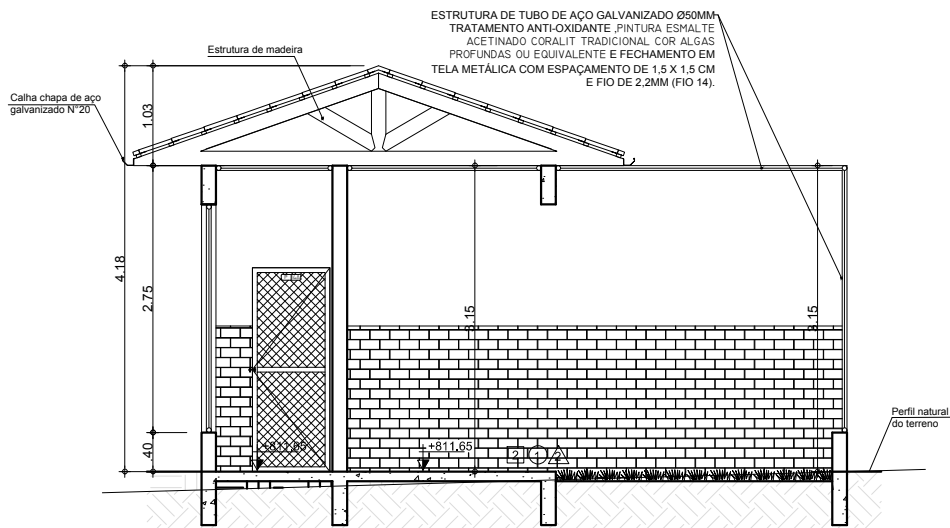 ESTRUTURA DE TUBO DE AÇO GALVANIZADO Ø50MM
TRATAMENTO ANTI-OXIDANTE ,PINTURA ESMALTE
ACETINADO CORALIT TRADICIONAL COR ALGAS
PROFUNDAS OU EQUIVALENTE E FECHAMENTO EM
TELA METÁLICA COM ESPAÇAMENTO DE 1,5 X 1,5 CM
E FIO DE 2,2MM (FIO 14).
Estrutura de madeira
Calha chapa de aço
galvanizado N°20
1.03
4.18
2.75
40
3.15
3.15
+811.65
+811.65
2 1 2
Perfil natural
do terreno